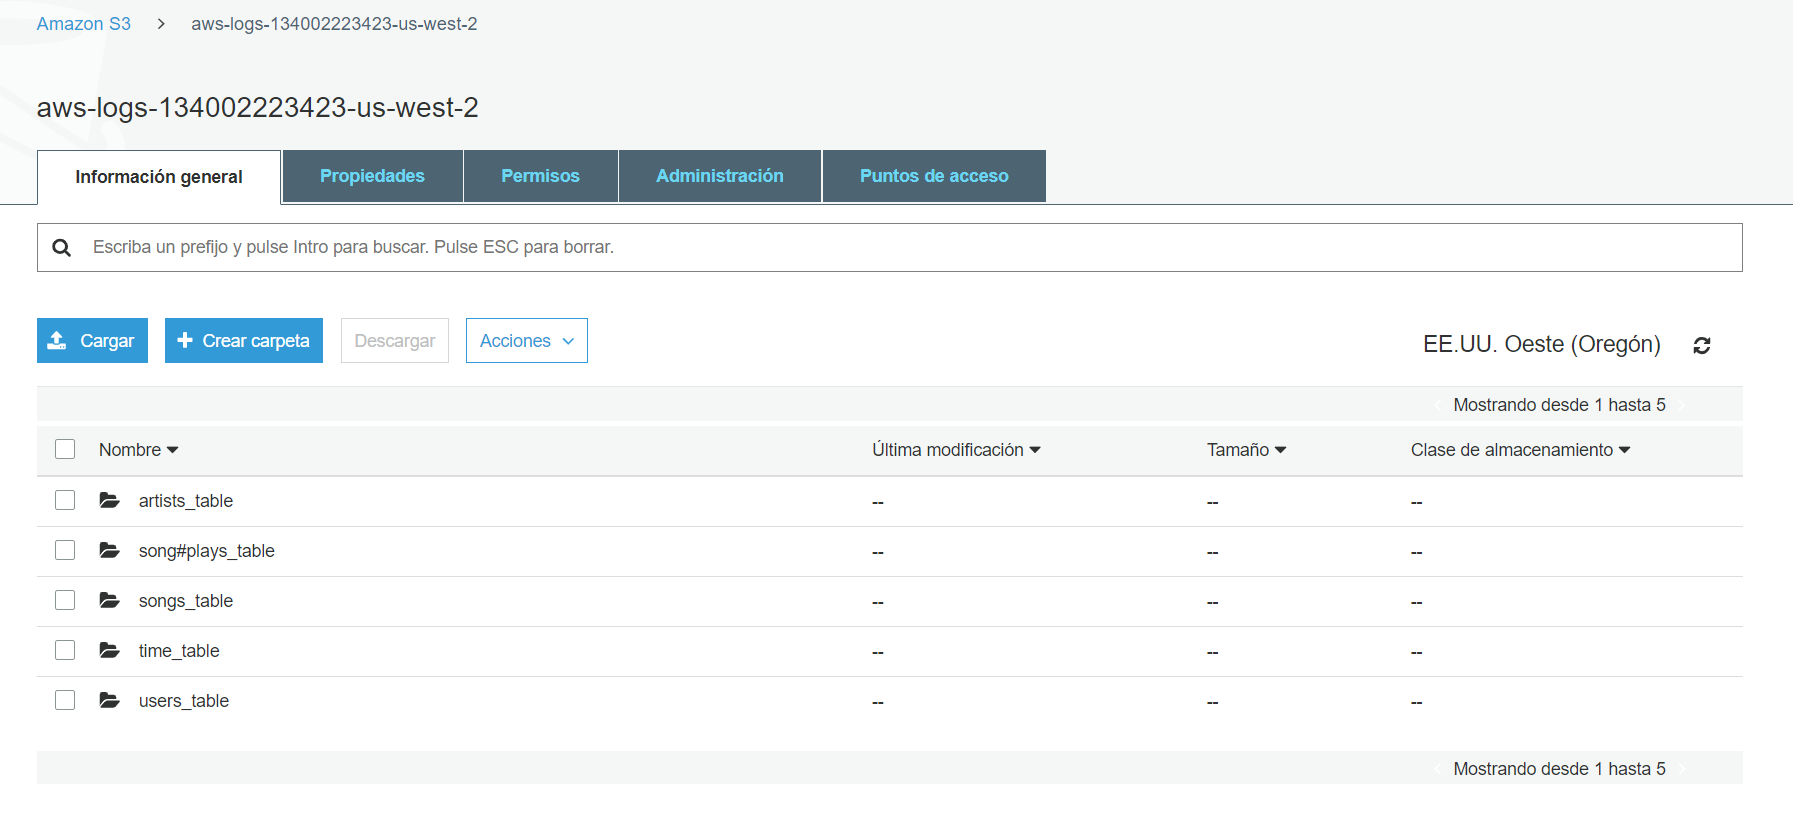 Amazon S3 > aws-logs-134002223423-us-west-2
aws-logs-134002223423-us-west-2
Información general Propiedades Permisos Administración Puntos de acceso
Escriba un prefijo y pulse Intro para buscar. Pulse ESC para borrar.
Cargar Crear carpeta Descargar Acciones EE.UU. Oeste (Oregón)
Mostrando desde 1 hasta 5
Nombre Última modificación Tamaño Clase de almacenamiento
artists_table -- -- --
song#plays_table -- -- --
songs_table -- -- --
time_table -- -- --
users_table -- -- --
Mostrando desde 1 hasta 5